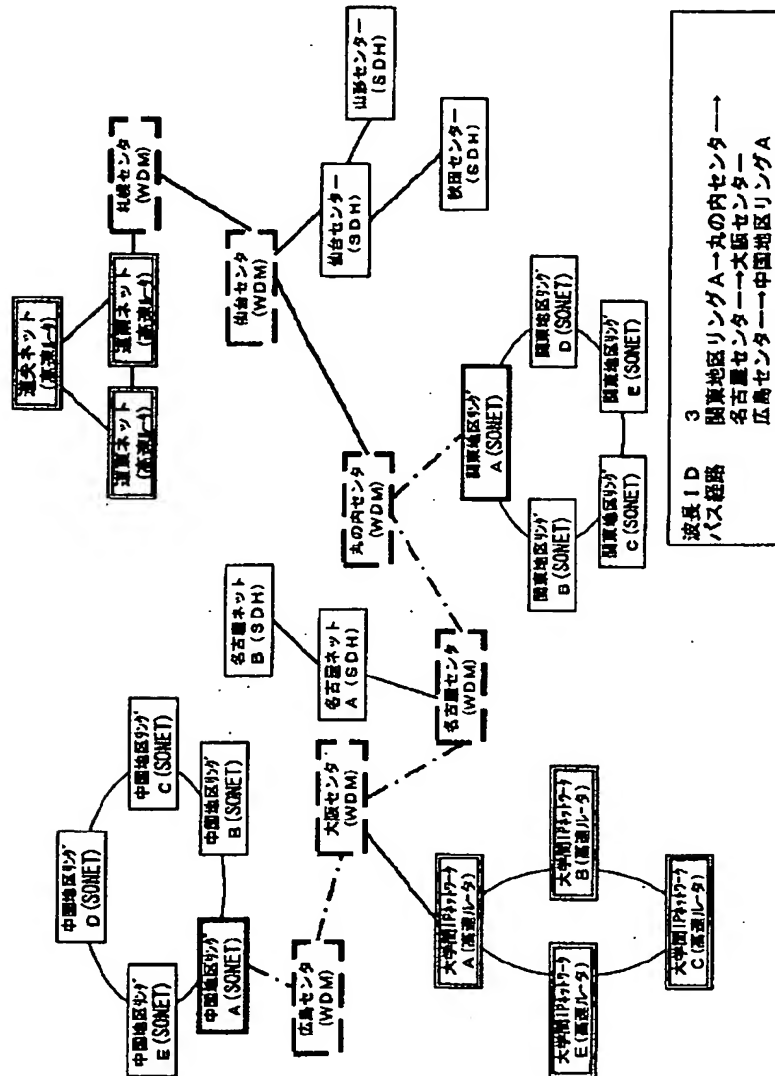 道央ネット
(高速ルータ)
道東ネット
(高速ルータ)
道南ネット
(高速ルータ)
札幌センタ
(WDM)
仙台センタ
(WDM)
仙台センター
(SDH)
山形センター
(SDH)
秋田センター
(SDH)
丸の内センタ
(WDM)
関東地区リング
A (SONET)
関東地区リング
B (SONET)
関東地区リング
C (SONET)
関東地区リング
D (SONET)
関東地区リング
E (SONET)
名古屋ネット
B (SDH)
名古屋ネット
A (SDH)
名古屋センタ
(WDM)
大阪センタ
(WDM)
広島センタ
(WDM)
中国地区リング
D (SONET)
中国地区リング
C (SONET)
中国地区リング
B (SONET)
中国地区リング
E (SONET)
中国地区リング
A (SONET)
大学間IPネットワーク
A (高速ルータ)
大学間IPネットワーク
B (高速ルータ)
大学間IPネットワーク
E (高速ルータ)
大学間IPネットワーク
C (高速ルータ)
波長ID 3
パス経路 関東地区リングA→丸の内センター→
名古屋センター→大阪センター
広島センター→中国地区リングA